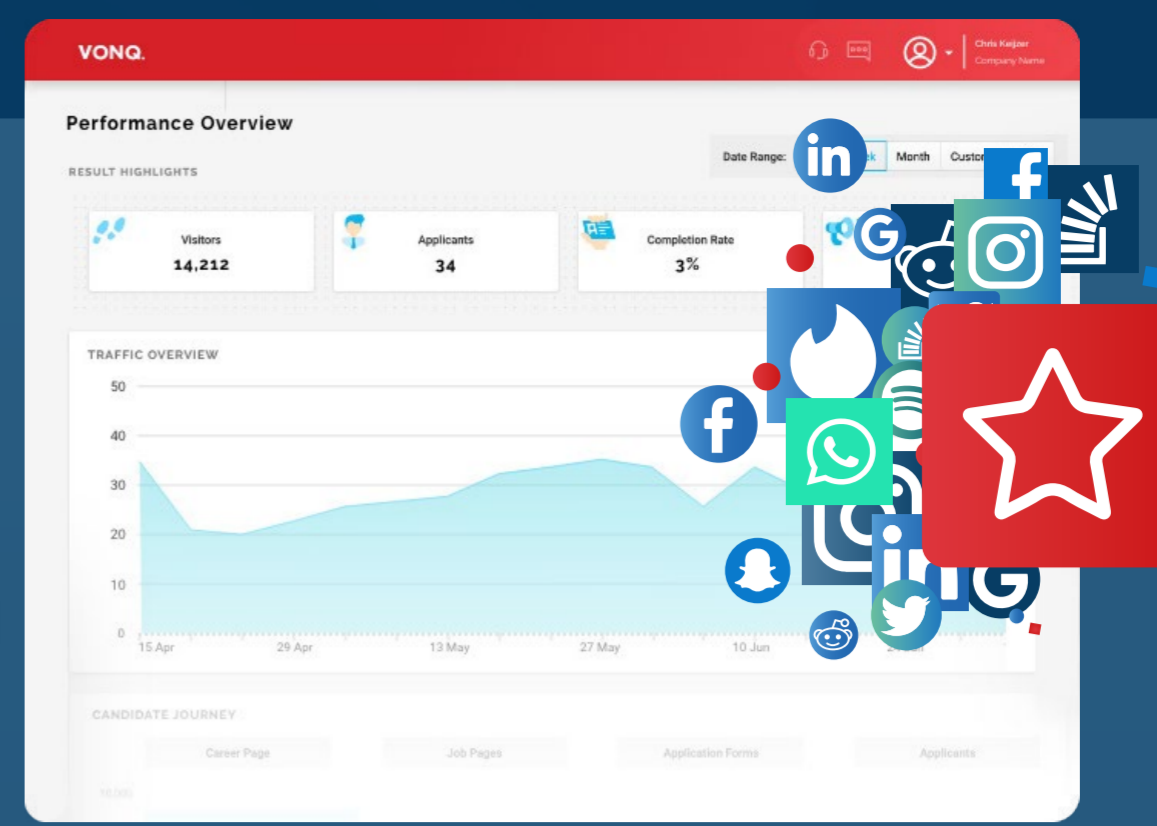 VONQ.
Chris Keijzer
Company Name
Performance Overview
Date Range:
Month
RESULT HIGHLIGHTS
Visitors
14,212
Applicants
34
Completion Rate
3%
TRAFFIC OVERVIEW
50
40
30
20
10
0
15 Apr
29 Apr
13 May
27 May
10 Jun
CANDIDATE JOURNEY
Career Page
Job Pages
Application Forms
Applicants
10,000